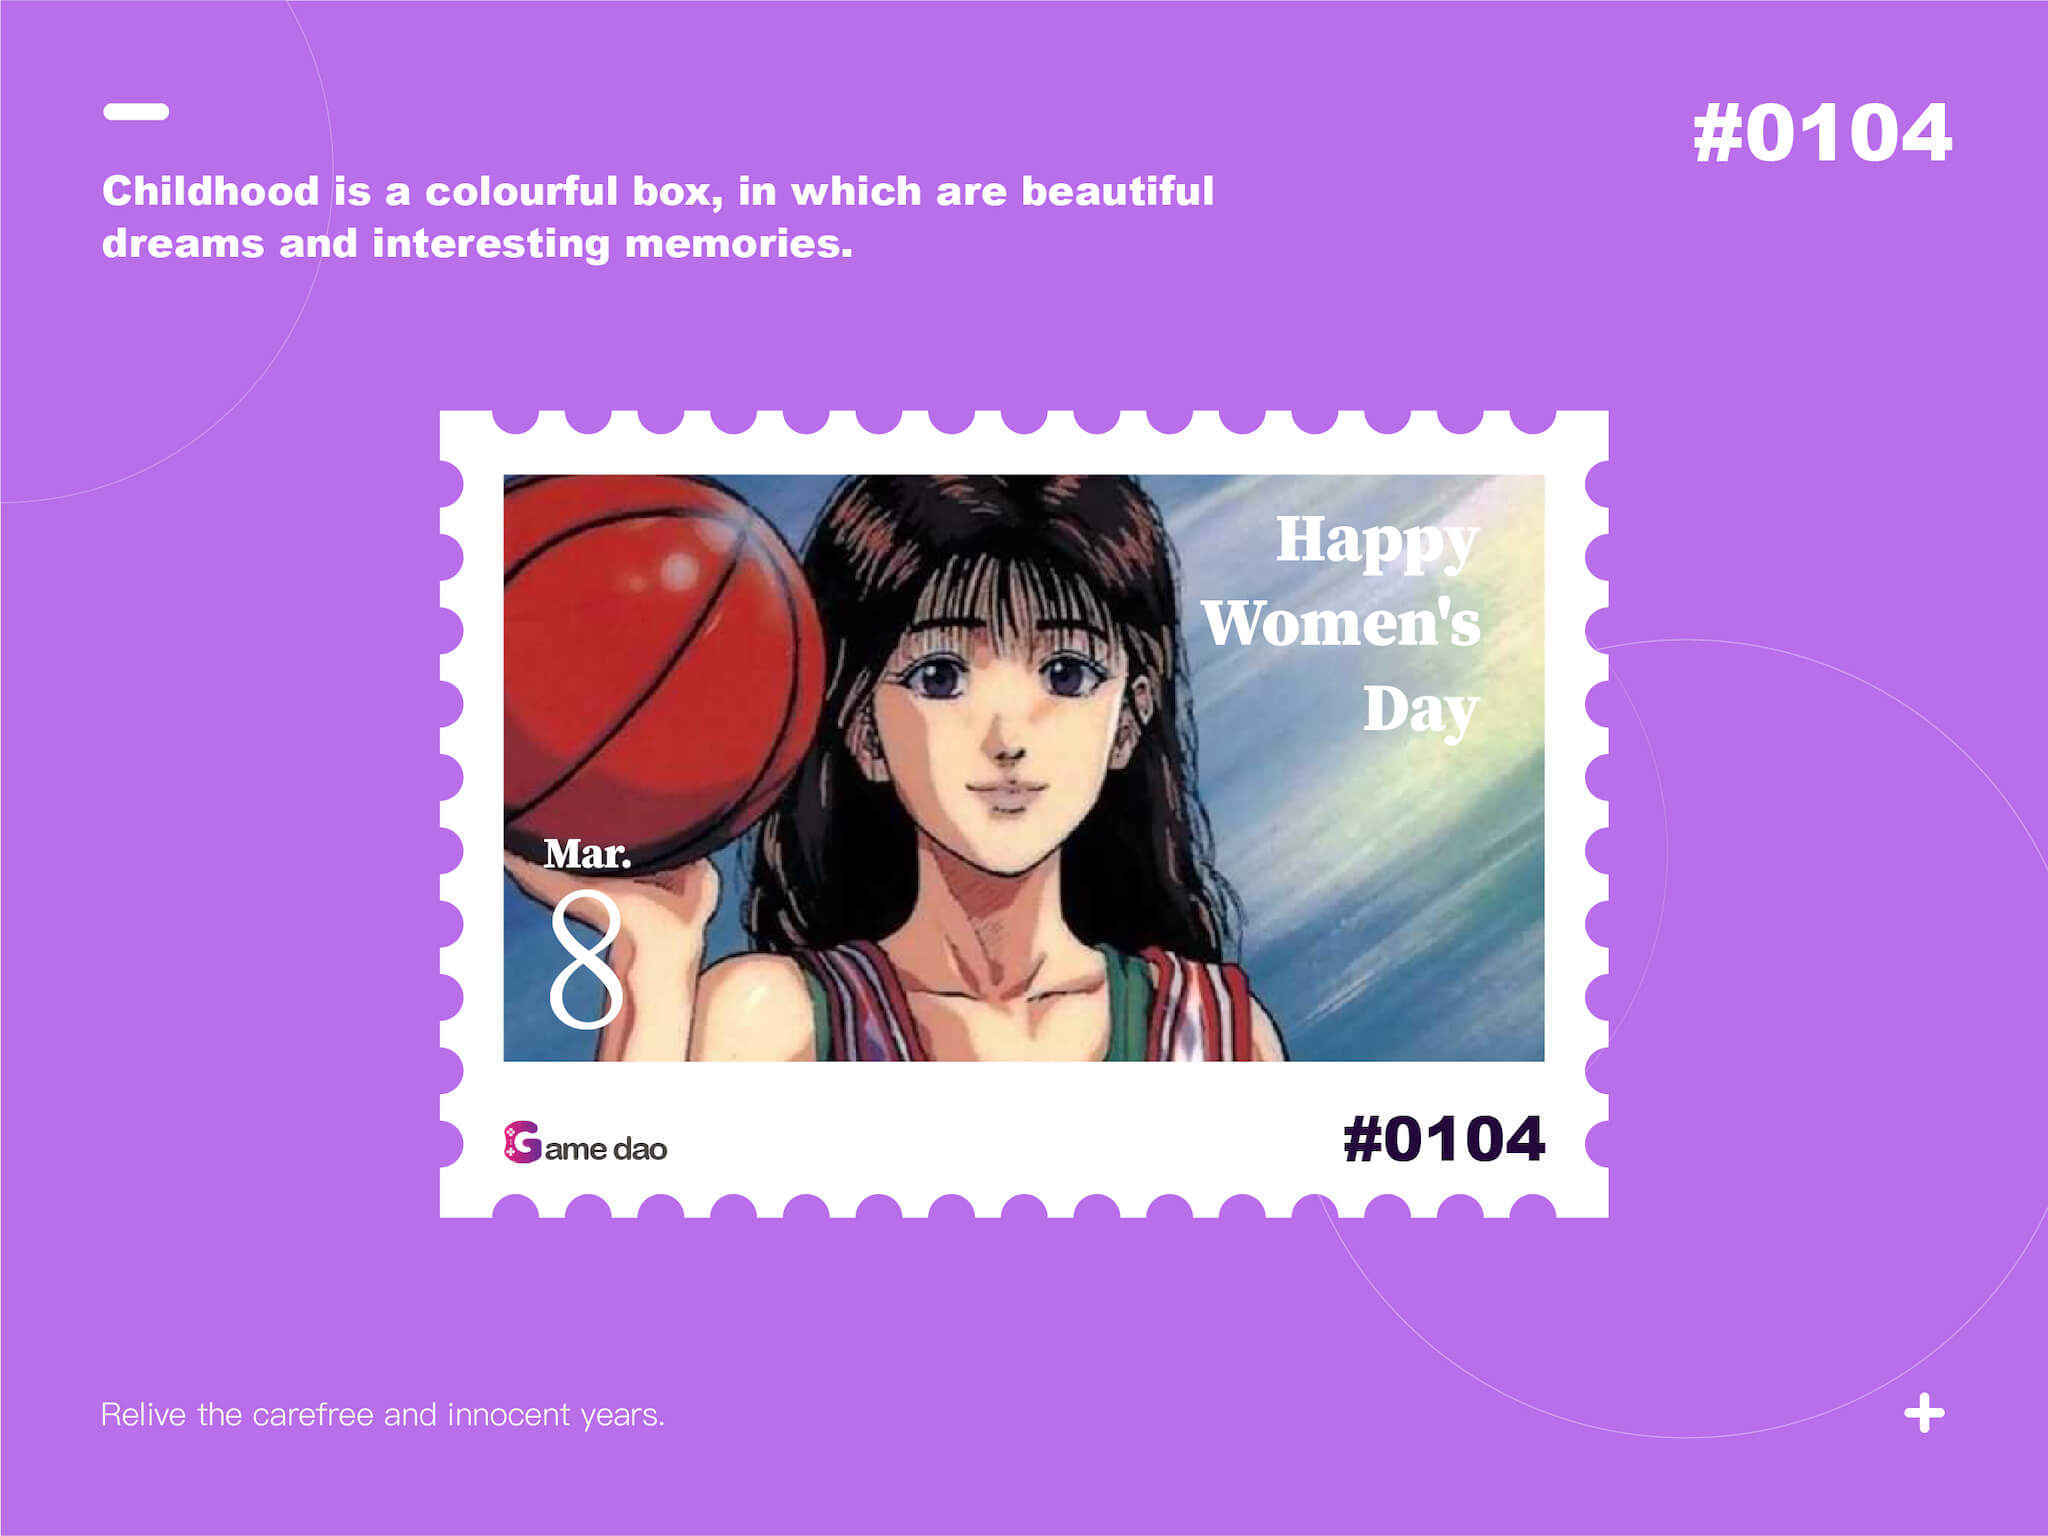 #0104
Childhood is a colourful box, in which are beautiful
dreams and interesting memories.
Happy
Women's
Day
Mar.
8
Game dao
#0104
Relive the carefree and innocent years.